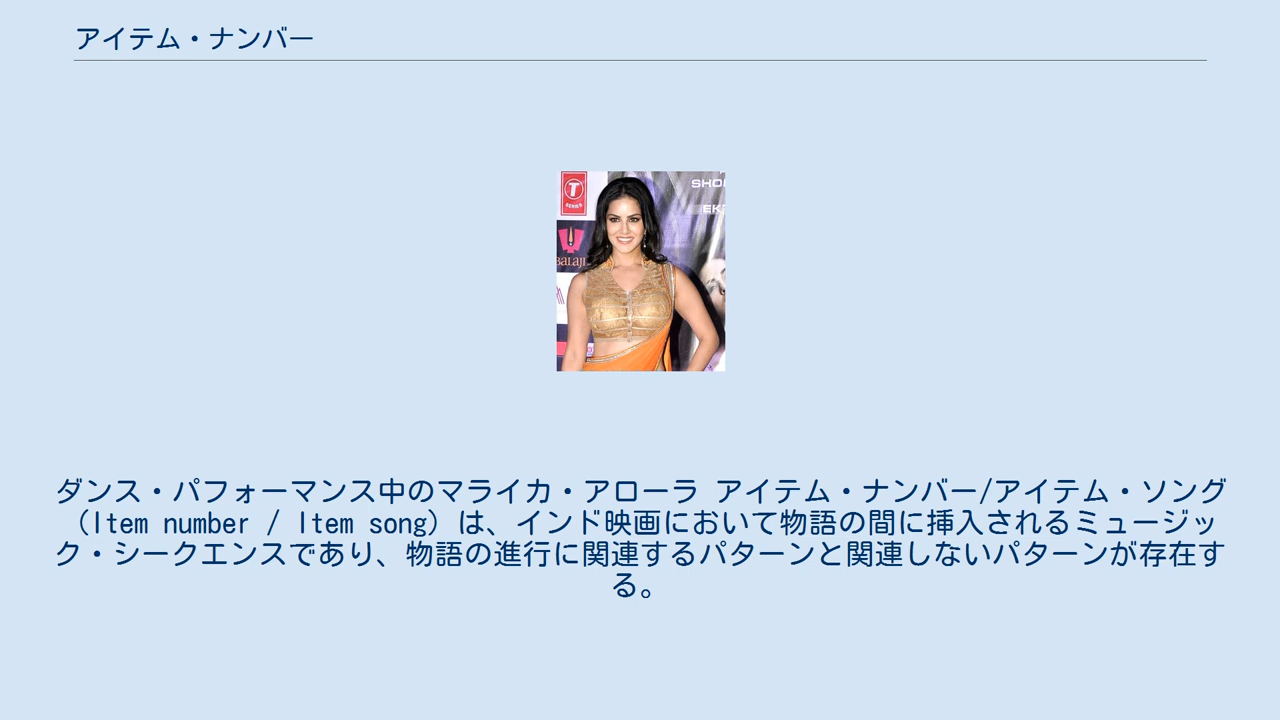 アイテム・ナンバー
T
SERIES
SHO
EK
BALAJI
ダンス・パフォーマンス中のマライカ・アローラ アイテム・ナンバー/アイテム・ソング
（Item number / Item song）は、インド映画において物語の間に挿入されるミュージッ
ク・シークエンスであり、物語の進行に関連するパターンと関連しないパターンが存在す
る。